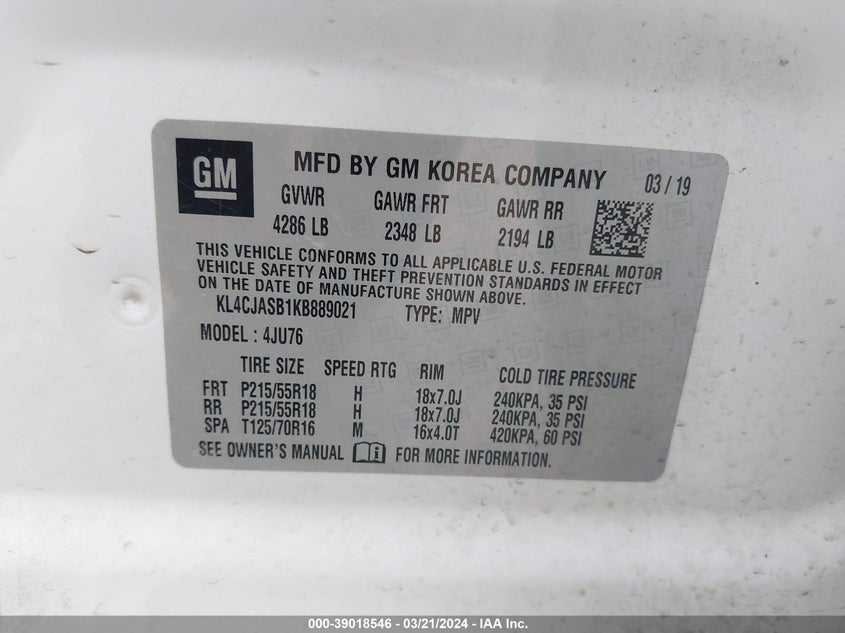 GM
MFD BY GM KOREA COMPANY 03 / 19
GVWR GAWR FRT GAWR RR
4286 LB 2348 LB 2194 LB
THIS VEHICLE CONFORMS TO ALL APPLICABLE U.S. FEDERAL MOTOR
VEHICLE SAFETY AND THEFT PREVENTION STANDARDS IN EFFECT
ON THE DATE OF MANUFACTURE SHOWN ABOVE.
KL4CJASB1KB889021 TYPE: MPV
MODEL : 4JU76
TIRE SIZE SPEED RTG RIM COLD TIRE PRESSURE
FRT P215/55R18 H 18x7.0J 240KPA, 35 PSI
RR P215/55R18 H 18x7.0J 240KPA, 35 PSI
SPA T125/70R16 M 16x4.0T 420KPA, 60 PSI
SEE OWNER'S MANUAL i FOR MORE INFORMATION.
000-39018546 - 03/21/2024 - IAA Inc.